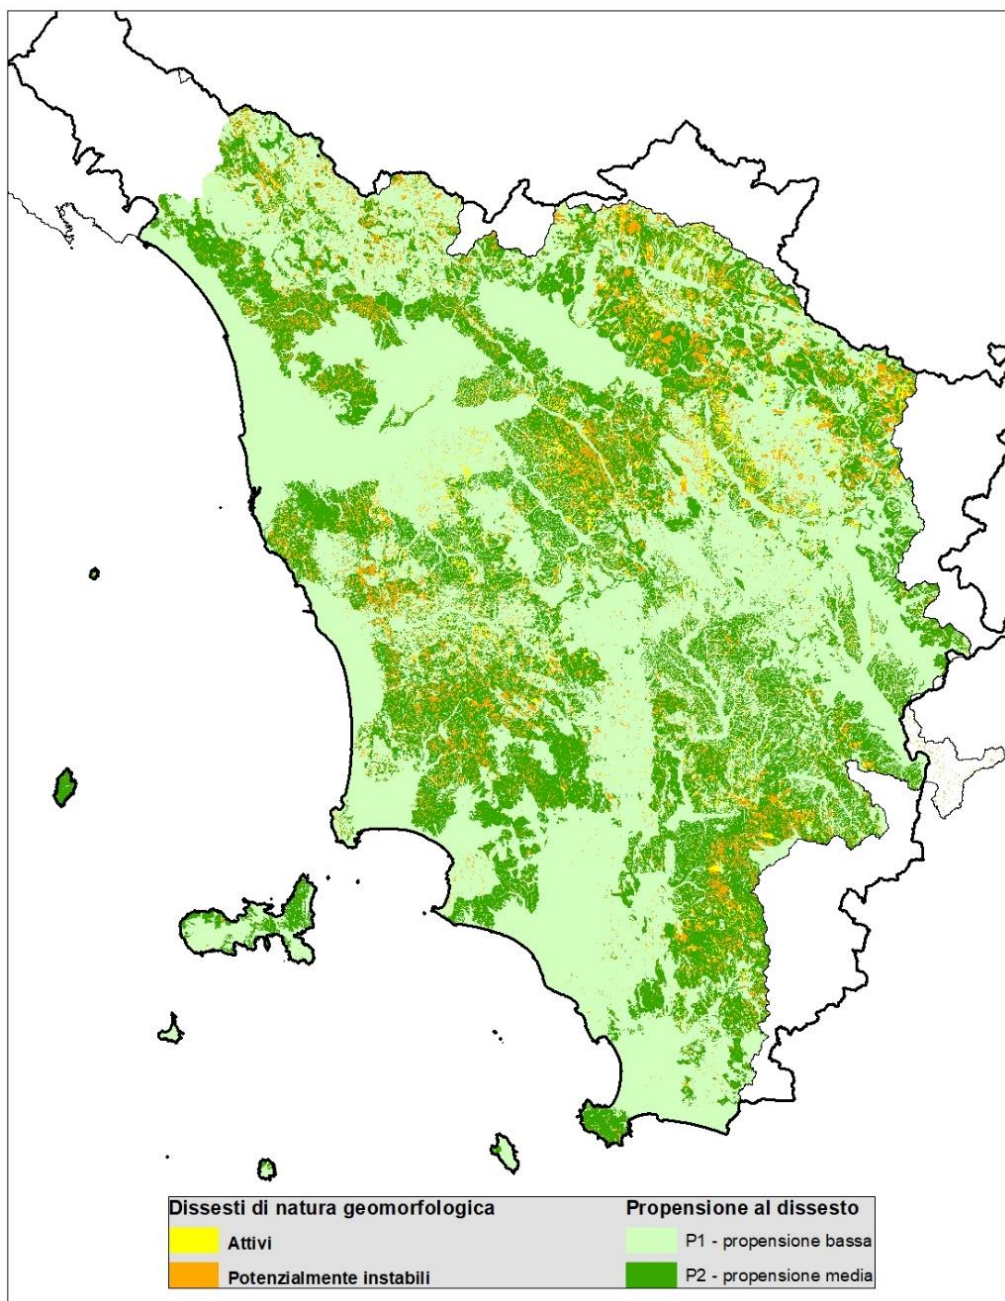 Dissesti di natura geomorfologica
Attivi
Potenzialmente instabili
Propensione al dissesto
P1 - propensione bassa
P2 - propensione media